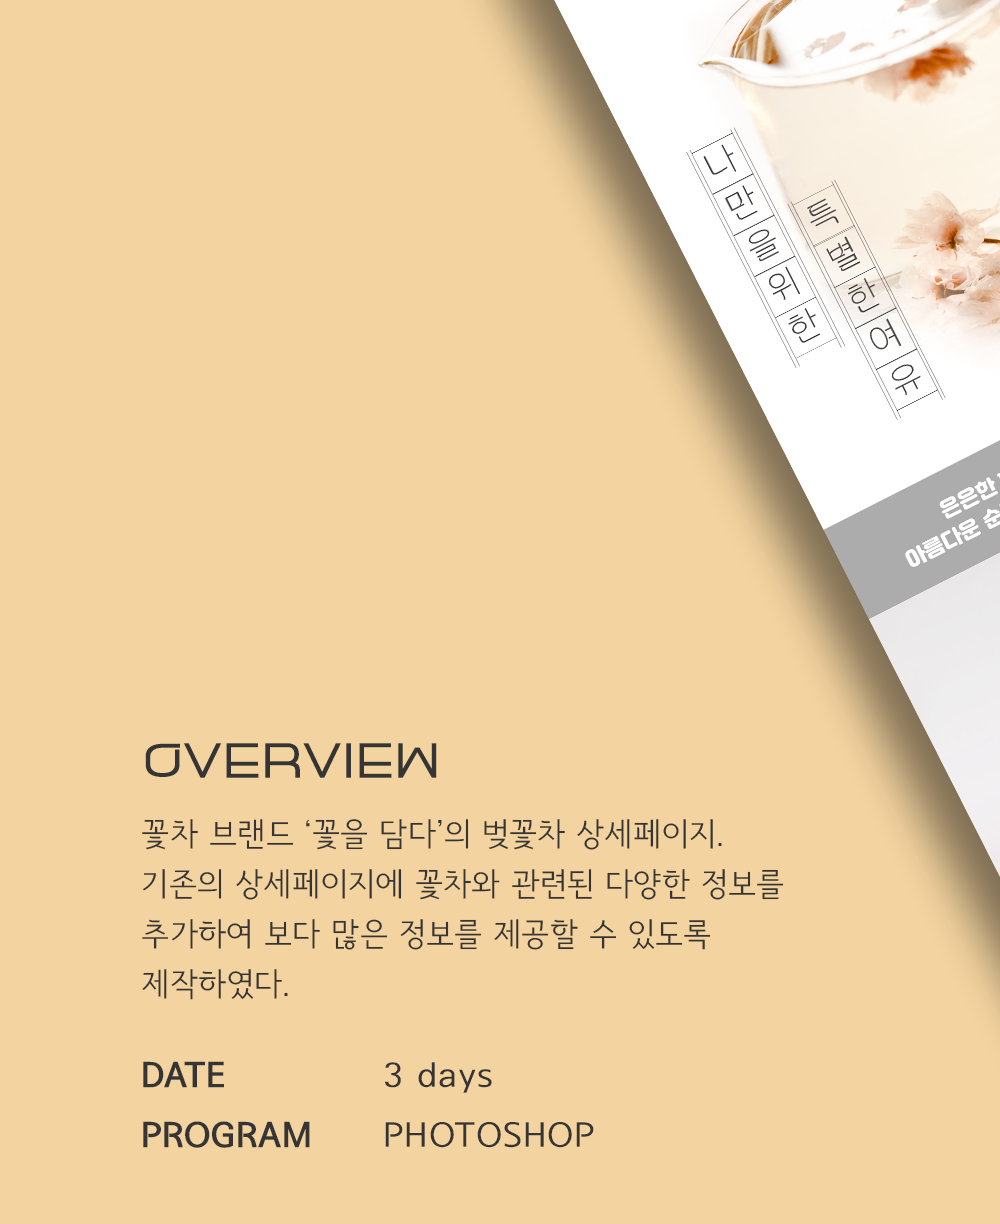 나만을위한
특별한여유
은은한
아름다운
OVERVIEW
꽃차 브랜드 ‘꽃을 담다’의 벚꽃차 상세페이지.
기존의 상세페이지에 꽃차와 관련된 다양한 정보를
추가하여 보다 많은 정보를 제공할 수 있도록
제작하였다.
DATE 3 days
PROGRAM PHOTOSHOP